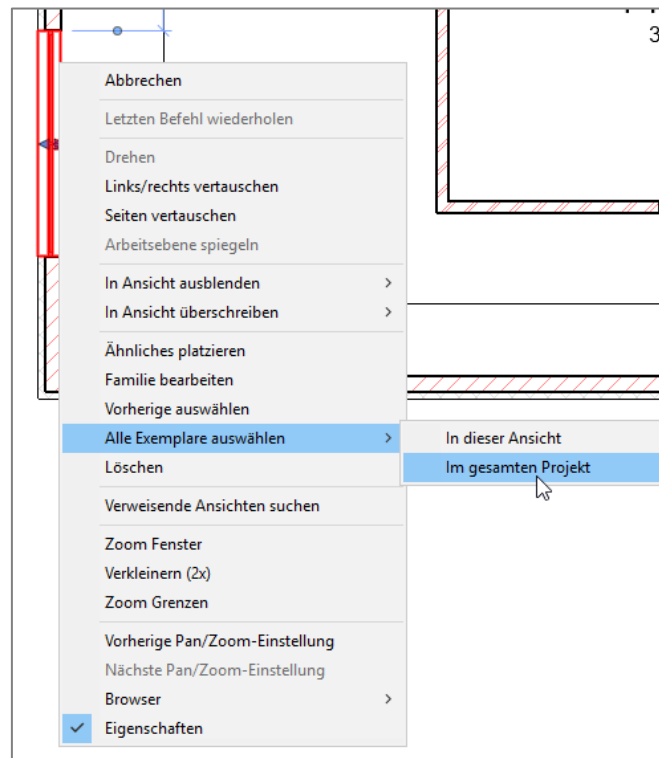 3
Abbrechen
Letzten Befehl wiederholen
Drehen
Links/rechts vertauschen
Seiten vertauschen
Arbeitsebene spiegeln
In Ansicht ausblenden
In Ansicht überschreiben
Ähnliches platzieren
Familie bearbeiten
Vorherige auswählen
Alle Exemplare auswählen
In dieser Ansicht
Löschen
Im gesamten Projekt
Verweisende Ansichten suchen
Zoom Fenster
Verkleinern (2x)
Zoom Grenzen
Vorherige Pan/Zoom-Einstellung
Nächste Pan/Zoom-Einstellung
Browser
Eigenschaften